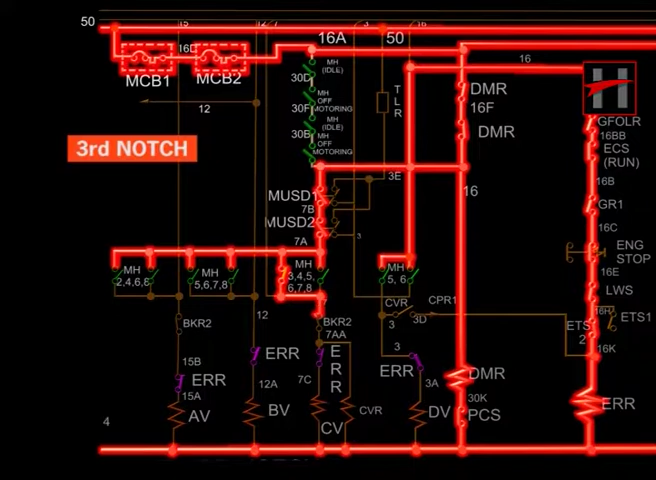 50
15
12
7
3
16
16A
50
16D
MH
(IDLE)
16
MCB1
MCB2
30D
DMR
16F
T
L
R
MH
OFF
MOTORING
12
30F
GFOLR
16BB
ECS
(RUN)
MH
(IDLE)
30B
DMR
MH
OFF
MOTORING
3rd NOTCH
3E
16B
16
MUSD1
7B
GR1
MUSD2
16C
7A
3
ENG
STOP
MH
2,4,6,8
MH
5,6,7,8
MH
3,4,5,
6,7,8
MH
5, 6
16E
LWS
CVR
CPR1
12
3
3D
16H
ETS1
BKR2
BKR2
7AA
ETS
2
3
16K
ERR
E
R
R
15B
ERR
ERR
15A
12A
7C
3A
DMR
30K
ERR
AV
BV
CV
CVR
DV
PCS
4